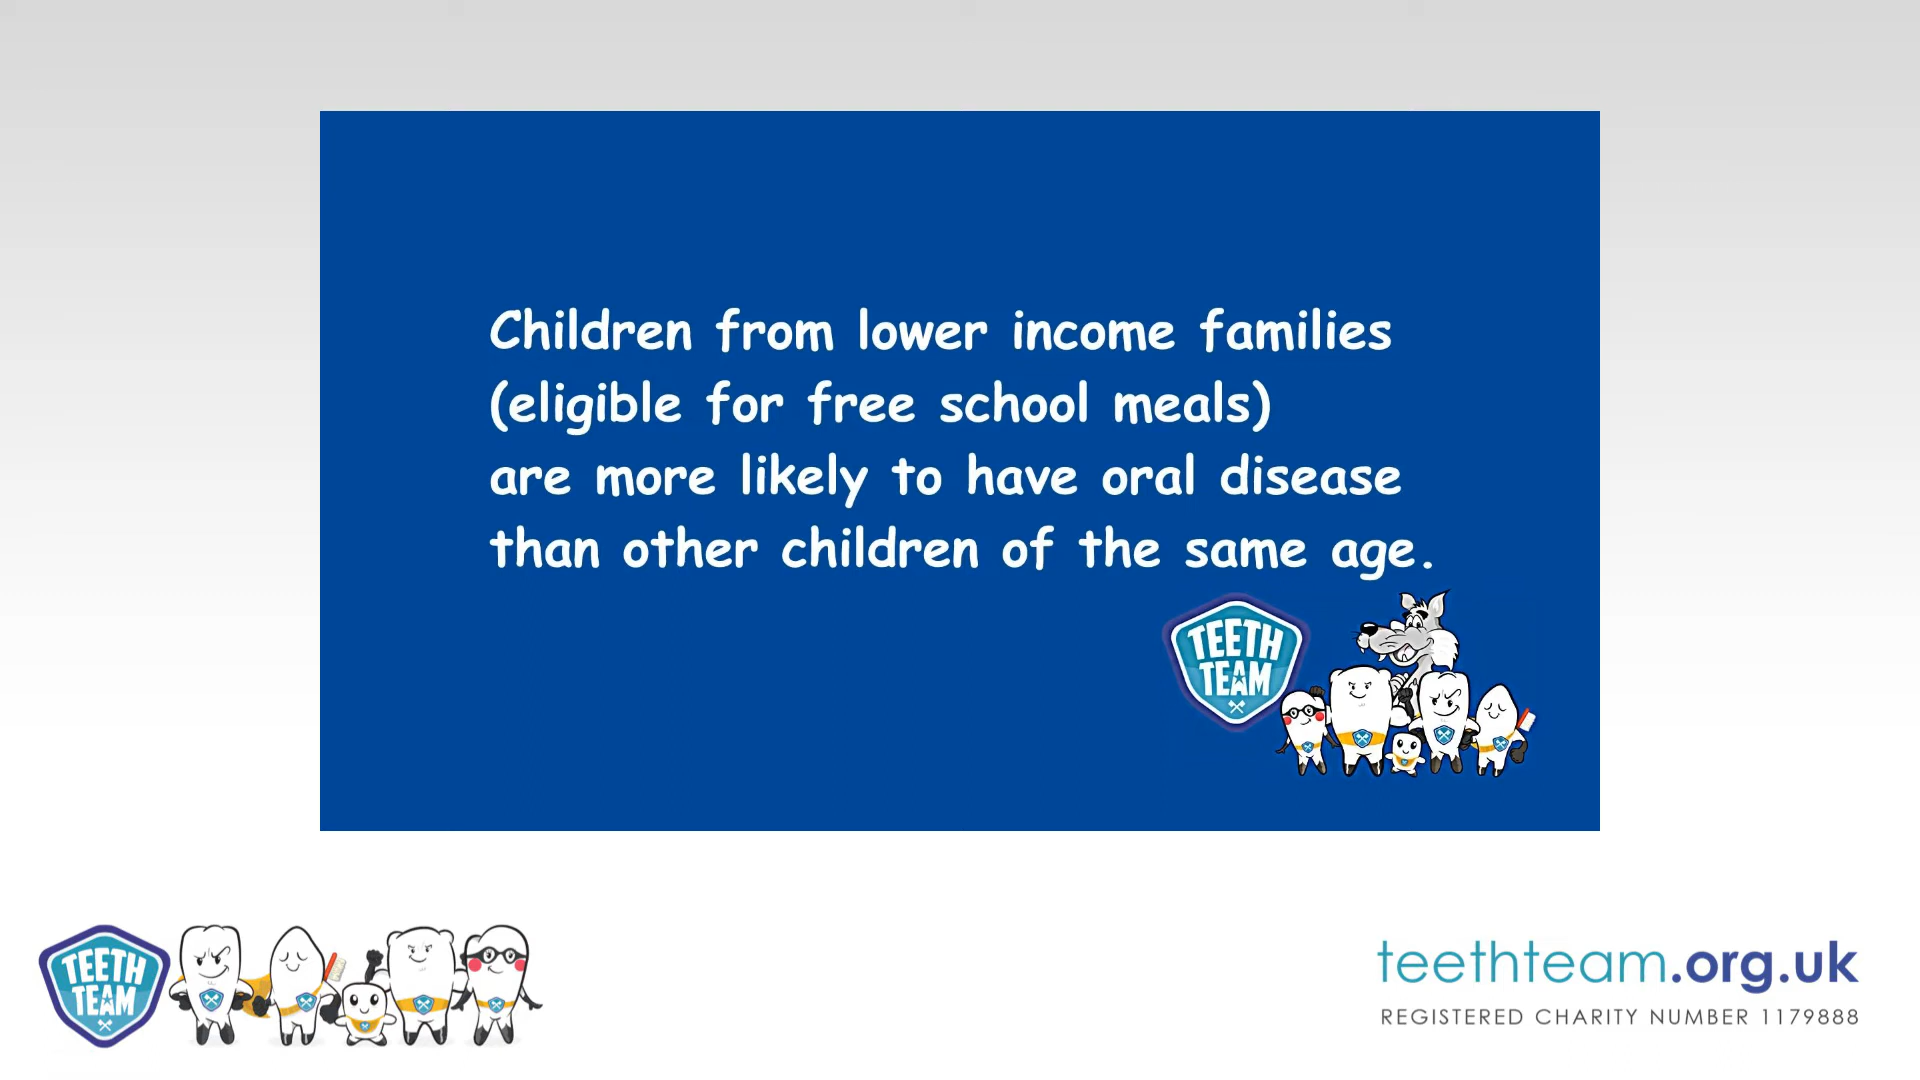 Children from lower income families
(eligible for free school meals)
are more likely to have oral disease
than other children of the same age.
TEETH
TEAM
TEETH
TEAM
teethteam.org.uk
REGISTERED CHARITY NUMBER 1179888